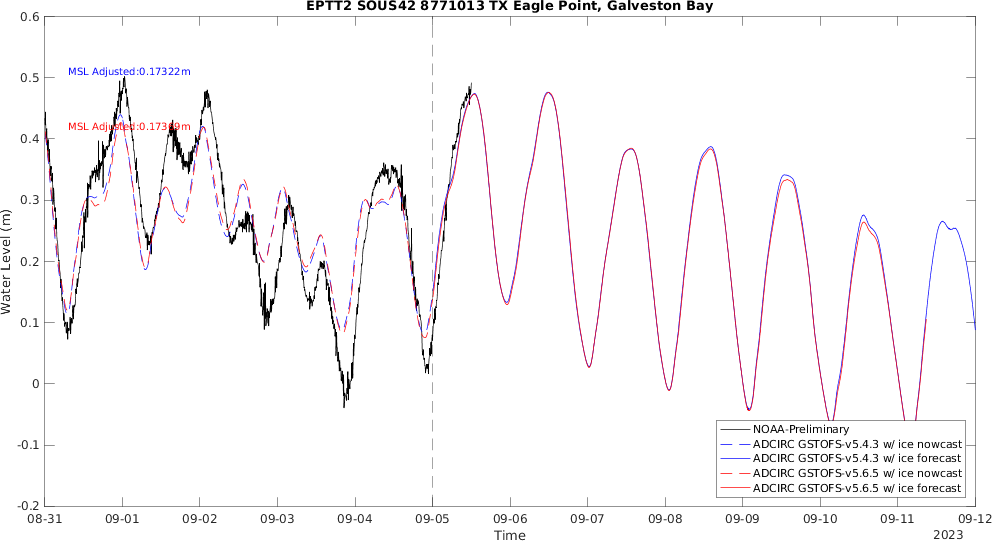 EPTT2 SOUS42 8771013 TX Eagle Point, Galveston Bay
0.6
0.5
0.4
0.3
0.2
0.1
0
-0.1
-0.2
Water Level (m)
MSL Adjusted:0.17322m
MSL Adjusted:0.17369m
NOAA-Preliminary
ADCIRC GSTOFS-v5.4.3 w/ ice nowcast
ADCIRC GSTOFS-v5.4.3 w/ ice forecast
ADCIRC GSTOFS-v5.6.5 w/ ice nowcast
ADCIRC GSTOFS-v5.6.5 w/ ice forecast
08-31 09-01 09-02 09-03 09-04 09-05 09-06 09-07 09-08 09-09 09-10 09-11 09-12
Time
2023